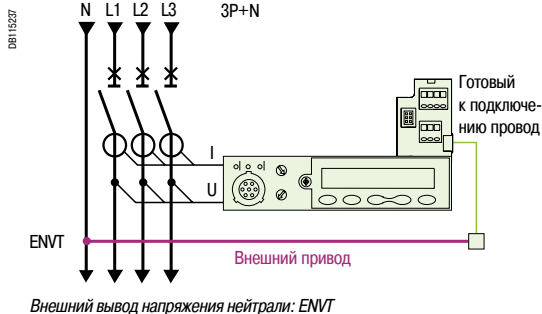 DB115237
N L1 L2 L3 3P+N
Готовый
к подключе-
нию провод
I
U
ENVT
Внешний привод
Внешний вывод напряжения нейтрали: ENVT